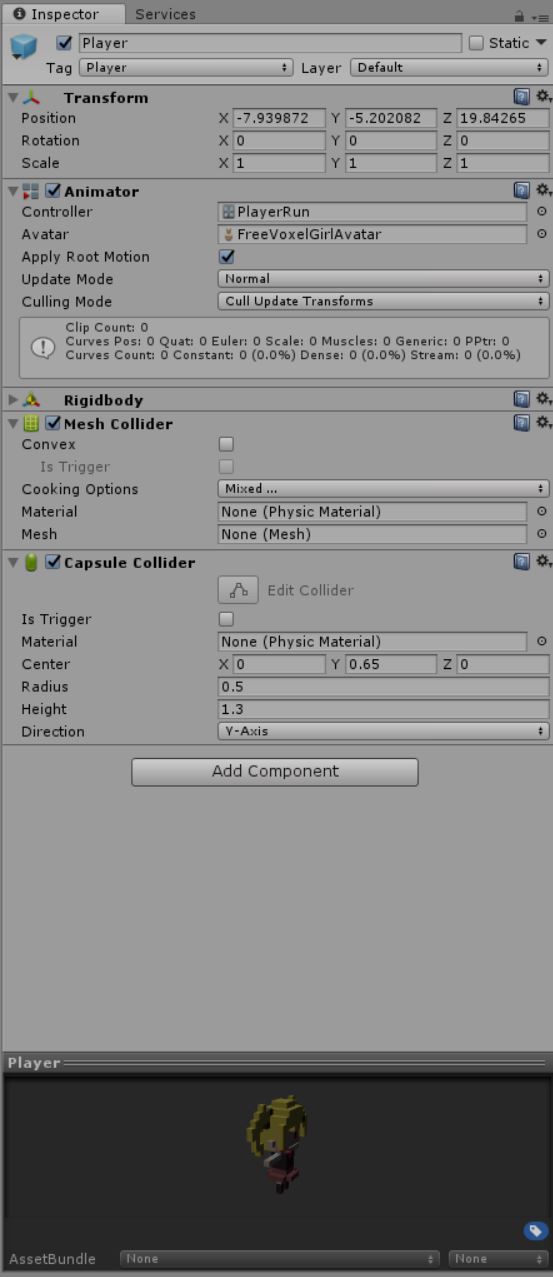 Inspector Services
Player Static
Tag Player Layer Default
Transform
Position X -7.939872 Y -5.202082 Z 19.84265
Rotation X 0 Y 0 Z 0
Scale X 1 Y 1 Z 1
Animator
Controller PlayerRun
Avatar FreeVoxelGirlAvatar
Apply Root Motion
Update Mode Normal
Culling Mode Cull Update Transforms
Clip Count: 0
Curves Pos: 0 Quat: 0 Euler: 0 Scale: 0 Muscles: 0 Generic: 0 PPtr: 0
Curves Count: 0 Constant: 0 (0.0%) Dense: 0 (0.0%) Stream: 0 (0.0%)
Rigidbody
Mesh Collider
Convex
Is Trigger
Cooking Options Mixed ...
Material None (Physic Material)
Mesh None (Mesh)
Capsule Collider
Edit Collider
Is Trigger
Material None (Physic Material)
Center X 0 Y 0.65 Z 0
Radius 0.5
Height 1.3
Direction Y-Axis
Add Component
Player
AssetBundle None None